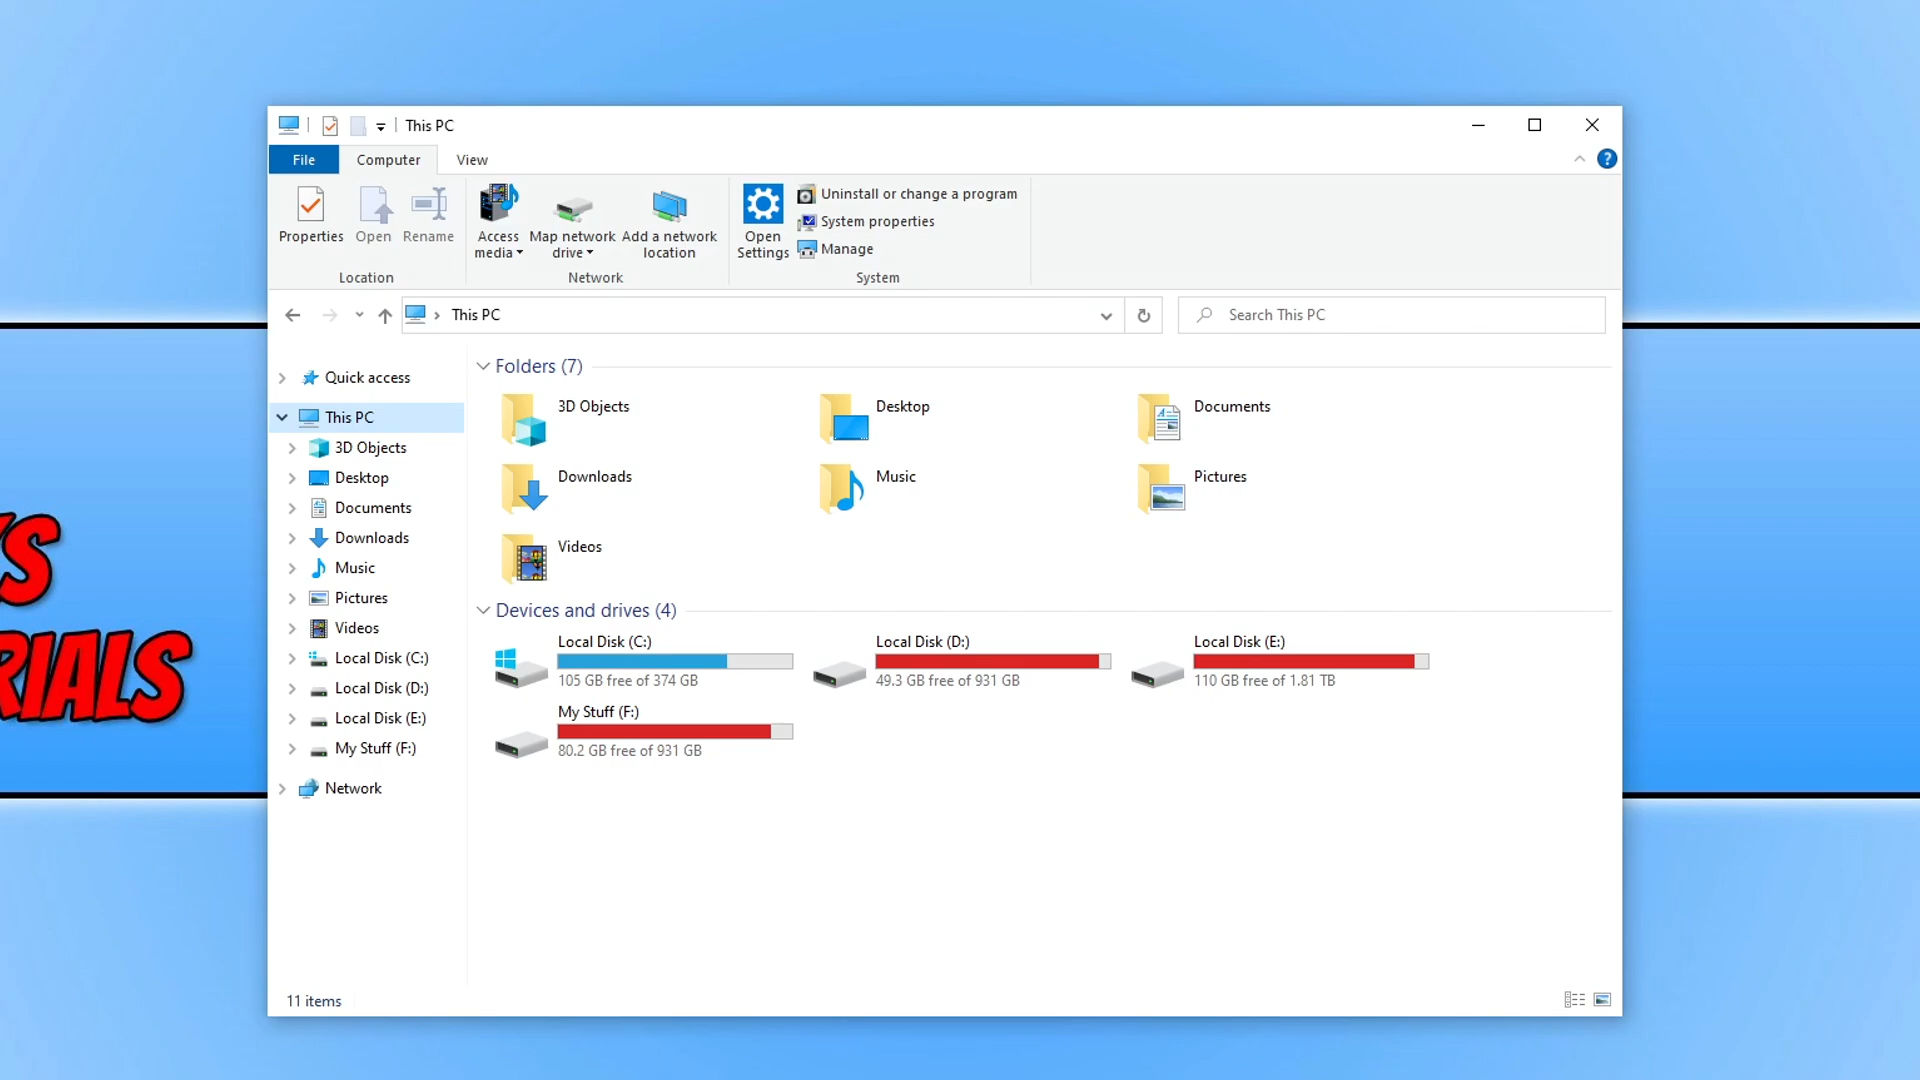 This PC
File
Computer
View
Properties
Open
Rename
Access media
Map network drive
Add a network location
Open Settings
Uninstall or change a program
System properties
Manage
Location
Network
System
This PC
Search This PC
Quick access
This PC
3D Objects
Desktop
Documents
Downloads
Music
Pictures
Videos
Local Disk (C:)
Local Disk (D:)
Local Disk (E:)
My Stuff (F:)
Network
Folders (7)
3D Objects
Desktop
Documents
Downloads
Music
Pictures
Videos
Devices and drives (4)
Local Disk (C:)
105 GB free of 374 GB
Local Disk (D:)
49.3 GB free of 931 GB
Local Disk (E:)
110 GB free of 1.81 TB
My Stuff (F:)
80.2 GB free of 931 GB
11 items
RIALS